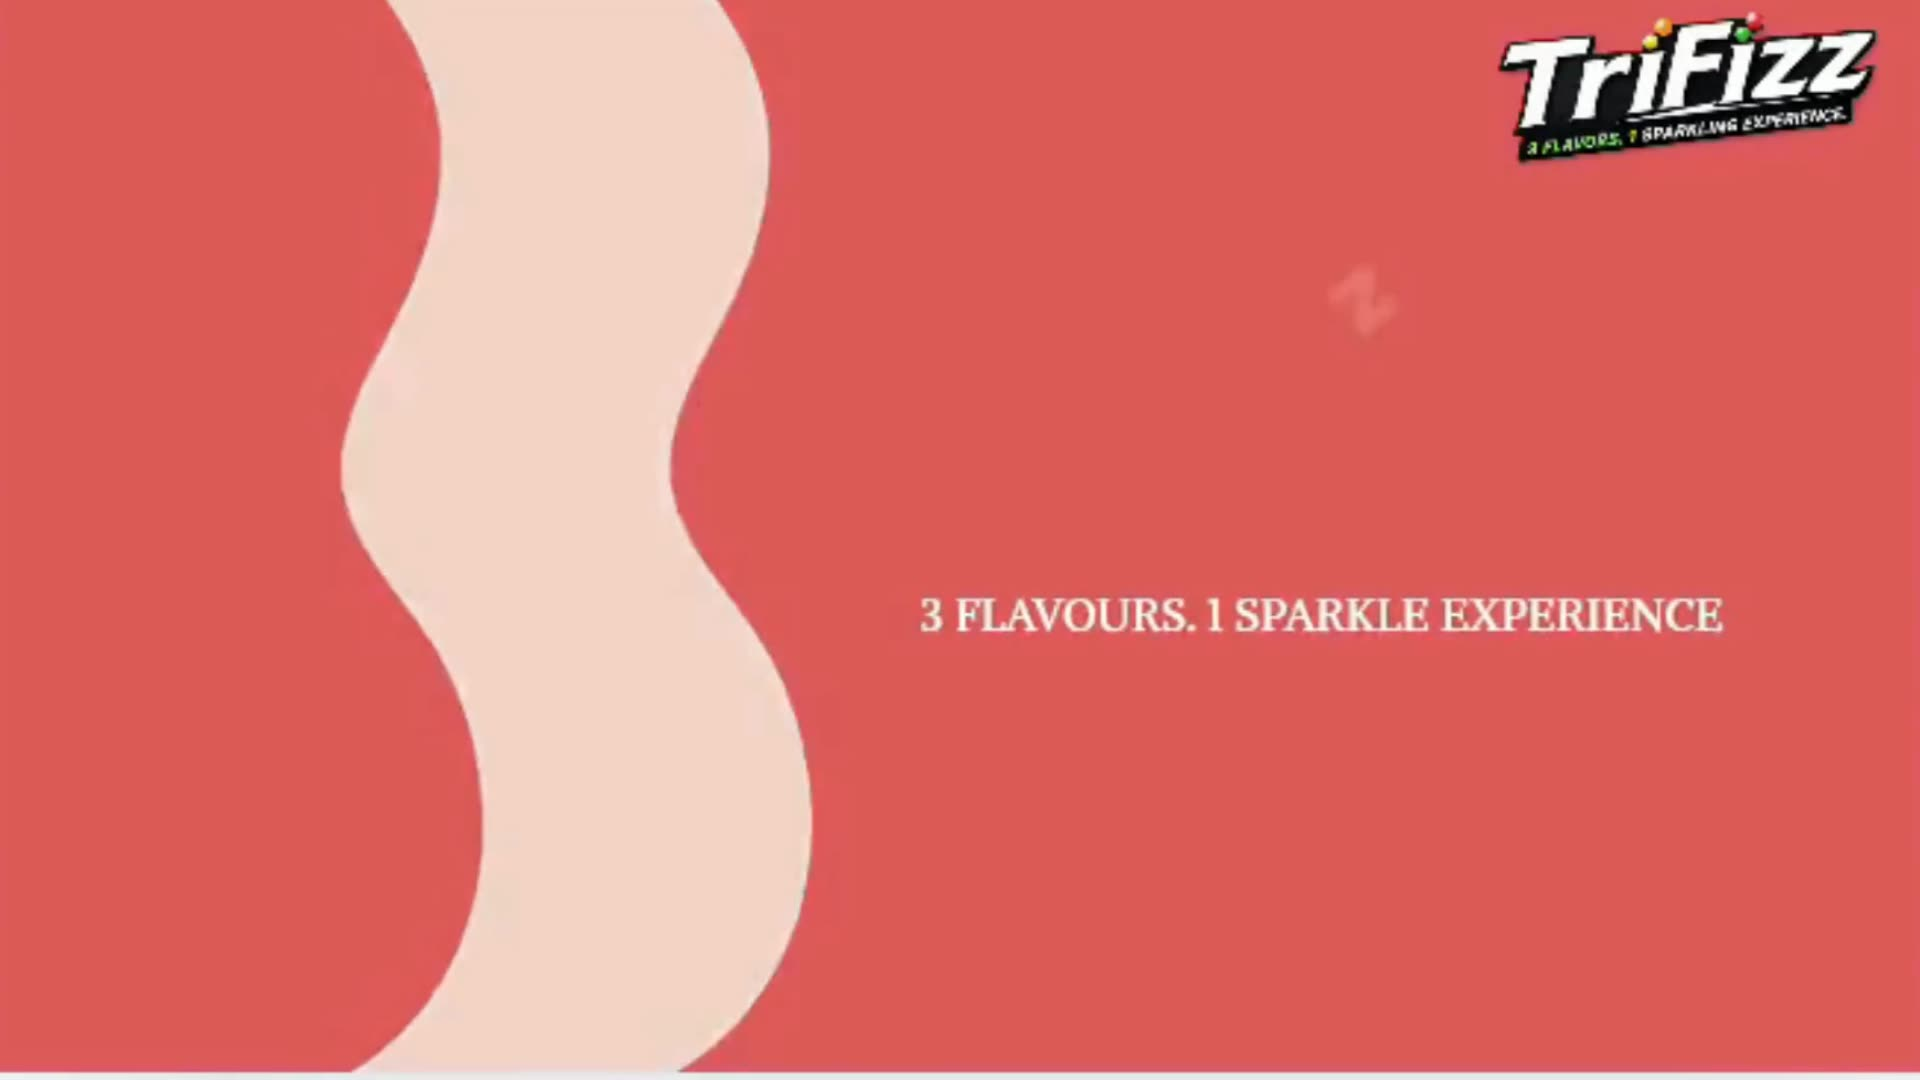 TriFizz
3 FLAVORS. 1 SPARKLING EXPERIENCE.
Z
3 FLAVOURS. 1 SPARKLE EXPERIENCE